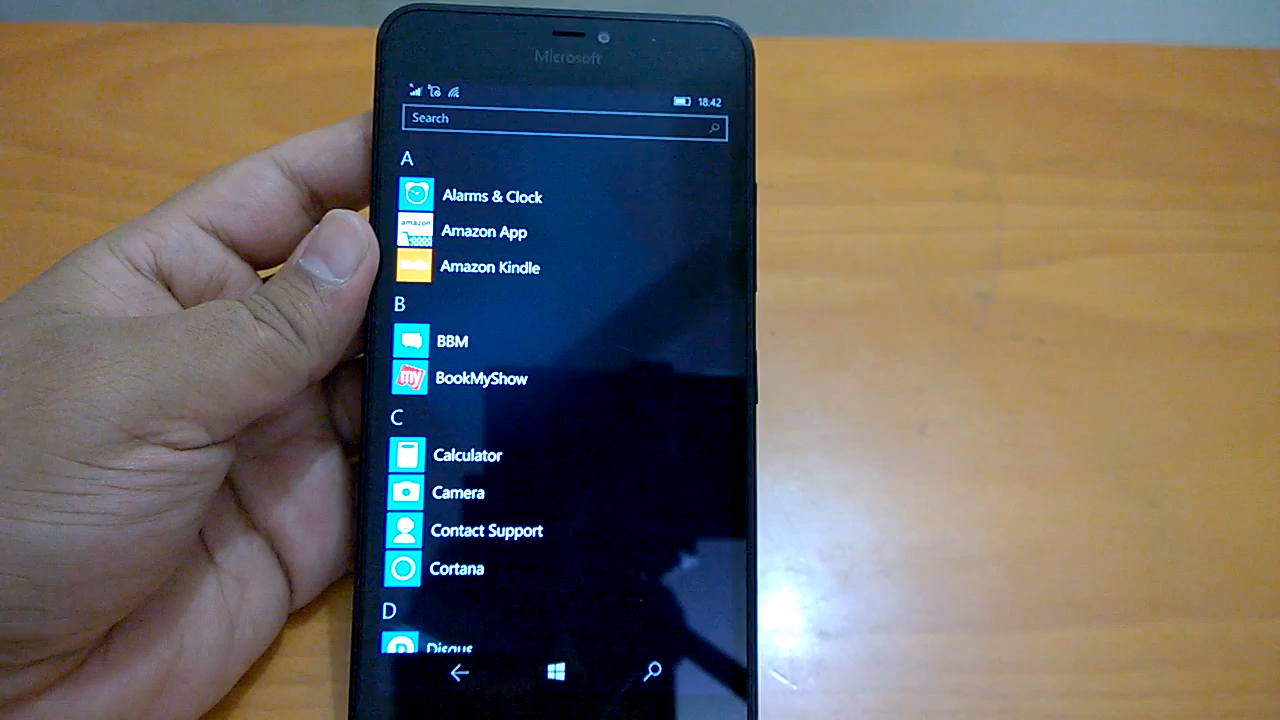 Microsoft
18:42
Search
A
Alarms & Clock
amazon
Amazon App
Amazon Kindle
B
BBM
my
BookMyShow
C
Calculator
Camera
Contact Support
Cortana
D
Disqus